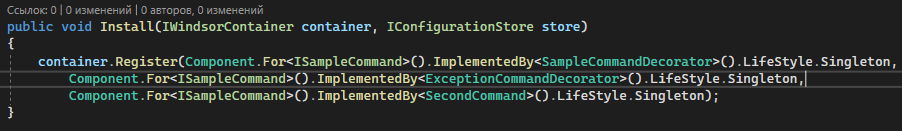 Ссылок: 0 | 0 изменений | 0 авторов, 0 изменений
public void Install(IWindsorContainer container, IConfigurationStore store)
{
container.Register(Component.For<ISampleCommand>().ImplementedBy<SampleCommandDecorator>().LifeStyle.Singleton,
Component.For<ISampleCommand>().ImplementedBy<ExceptionCommandDecorator>().LifeStyle.Singleton,
Component.For<ISampleCommand>().ImplementedBy<SecondCommand>().LifeStyle.Singleton);
}